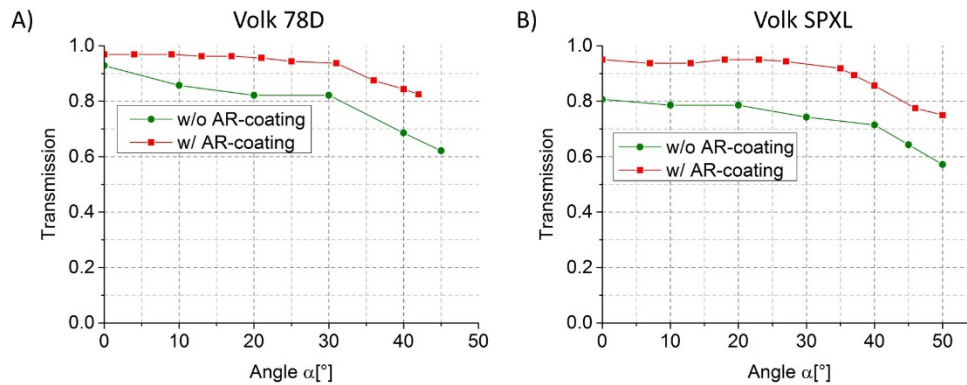 A)
Volk 78D
1.0
0.8
0.6
0.4
0.2
0.0
Transmission
w/o AR-coating
w/ AR-coating
0 10 20 30 40 50
Angle α[°]
B)
Volk SPXL
1.0
0.8
0.6
0.4
0.2
0.0
Transmission
w/o AR-coating
w/ AR-coating
0 10 20 30 40 50
Angle α[°]